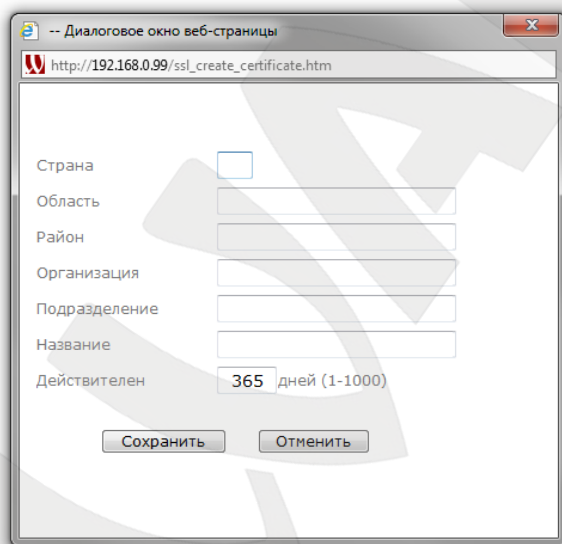 -- Диалоговое окно веб-страницы
http://192.168.0.99/ssl_create_certificate.htm
Страна
Область
Район
Организация
Подразделение
Название
Действителен 365 дней (1-1000)
Сохранить Отменить